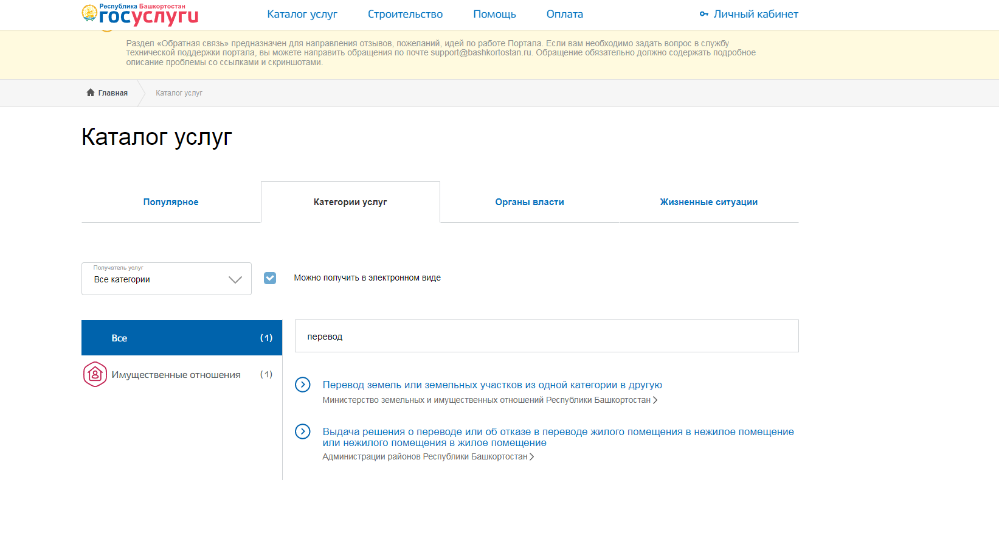 Республика Башкортостан
госуслуги
Каталог услуг
Строительство
Помощь
Оплата
Личный кабинет
Раздел «Обратная связь» предназначен для направления отзывов, пожеланий, идей по работе Портала. Если вам необходимо задать вопрос в службу
технической поддержки портала, вы можете направить обращения по почте support@bashkortostan.ru. Обращение обязательно должно содержать подробное
описание проблемы со ссылками и скриншотами.
Главная
Каталог услуг
Каталог услуг
Популярное
Категории услуг
Органы власти
Жизненные ситуации
Получатель услуг
Все категории
Можно получить в электронном виде
Все (1)
Имущественные отношения (1)
перевод
Перевод земель или земельных участков из одной категории в другую
Министерство земельных и имущественных отношений Республики Башкортостан
Выдача решения о переводе или об отказе в переводе жилого помещения в нежилое помещение
или нежилого помещения в жилое помещение
Администрации районов Республики Башкортостан